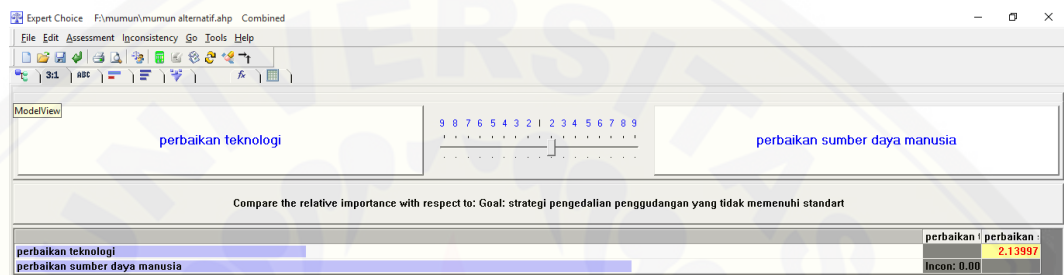 Expert Choice F:\mumun\mumun alternatif.ahp Combined
File Edit Assessment Inconsistency Go Tools Help
3:1 ABC fx
ModelView
perbaikan teknologi
9 8 7 6 5 4 3 2 1 2 3 4 5 6 7 8 9
perbaikan sumber daya manusia
Compare the relative importance with respect to: Goal: strategi pengedalian penggudangan yang tidak memenuhi standart
perbaikan t perbaikan s
perbaikan teknologi 2.13997
perbaikan sumber daya manusia Incon: 0.00
UNIVERSITAS